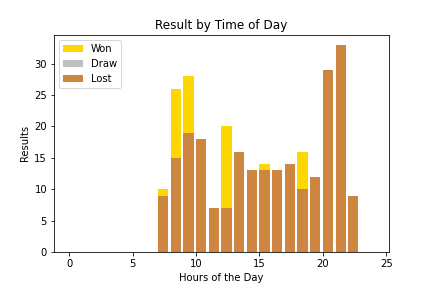 Result by Time of Day
Won
Draw
Lost
Results
30
25
20
15
10
5
0
0 5 10 15 20 25
Hours of the Day